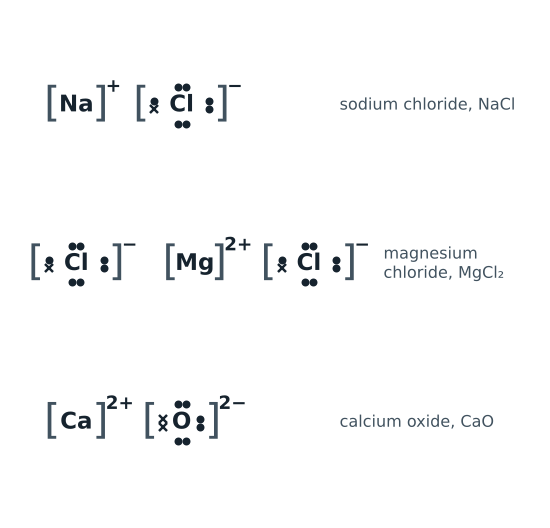 [Na]⁺ [Cl]⁻ sodium chloride, NaCl
[Cl]⁻ [Mg]²⁺ [Cl]⁻ magnesium
chloride, MgCl₂
[Ca]²⁺ [O]²⁻ calcium oxide, CaO